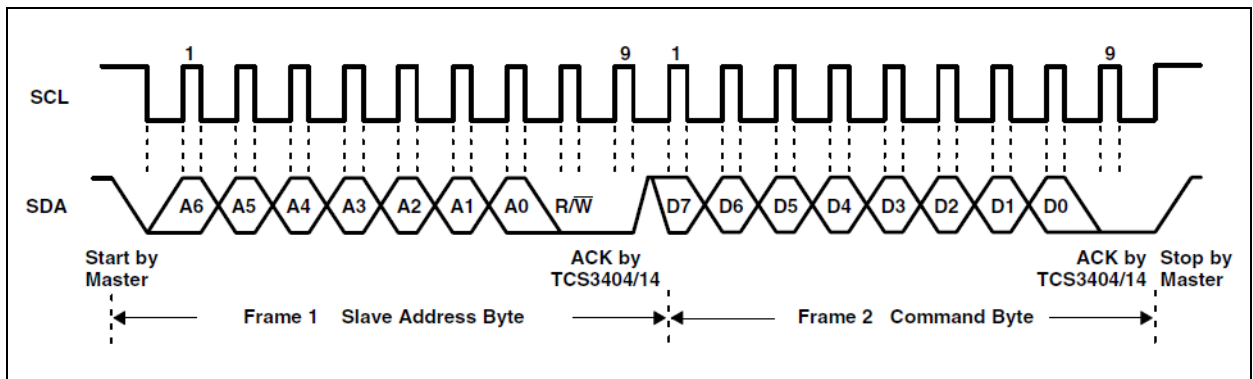 1 9 1 9
SCL
SDA A6 A5 A4 A3 A2 A1 A0 R/W̅ D7 D6 D5 D4 D3 D2 D1 D0
Start by ACK by ACK by Stop by
Master TCS3404/14 TCS3404/14 Master
Frame 1 Slave Address Byte Frame 2 Command Byte